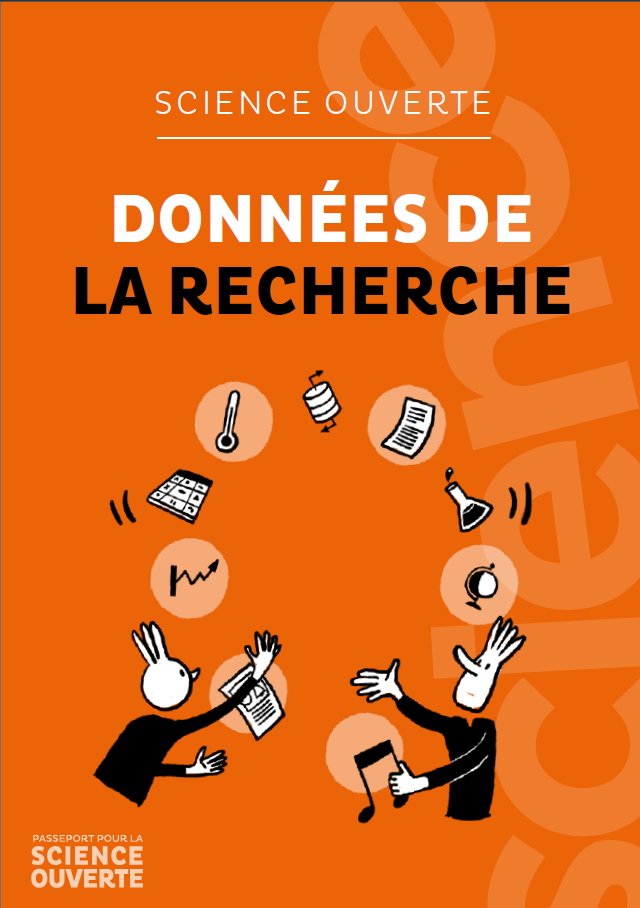 SCIENCE OUVERTE
DONNÉES DE
LA RECHERCHE
PASSEPORT POUR LA
SCIENCE
OUVERTE
science